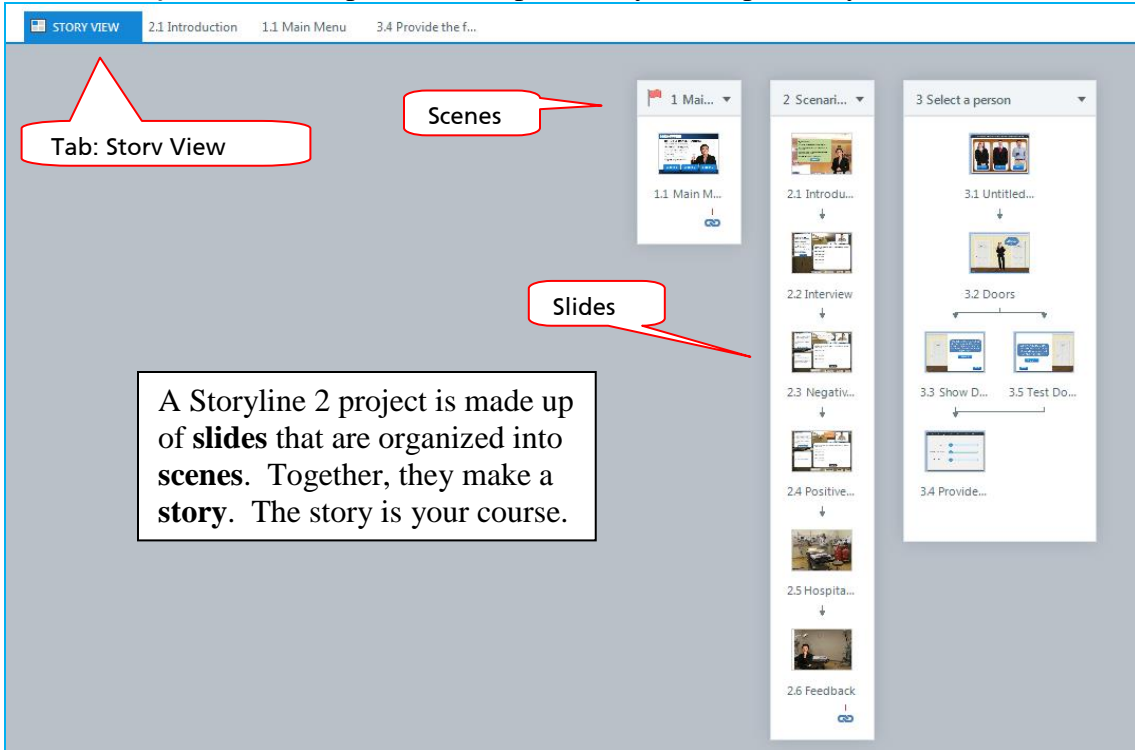 STORY VIEW 2.1 Introduction 1.1 Main Menu 3.4 Provide the f...
Tab: Story View
Scenes
1 Mai...
2 Scenari...
3 Select a person
1.1 Main M...
2.1 Introdu...
3.1 Untitled...
2.2 Interview
3.2 Doors
Slides
2.3 Negativ...
3.3 Show D...
3.5 Test Do...
A Storyline 2 project is made up
of slides that are organized into
scenes. Together, they make a
story. The story is your course.
2.4 Positive...
3.4 Provide...
2.5 Hospita...
2.6 Feedback